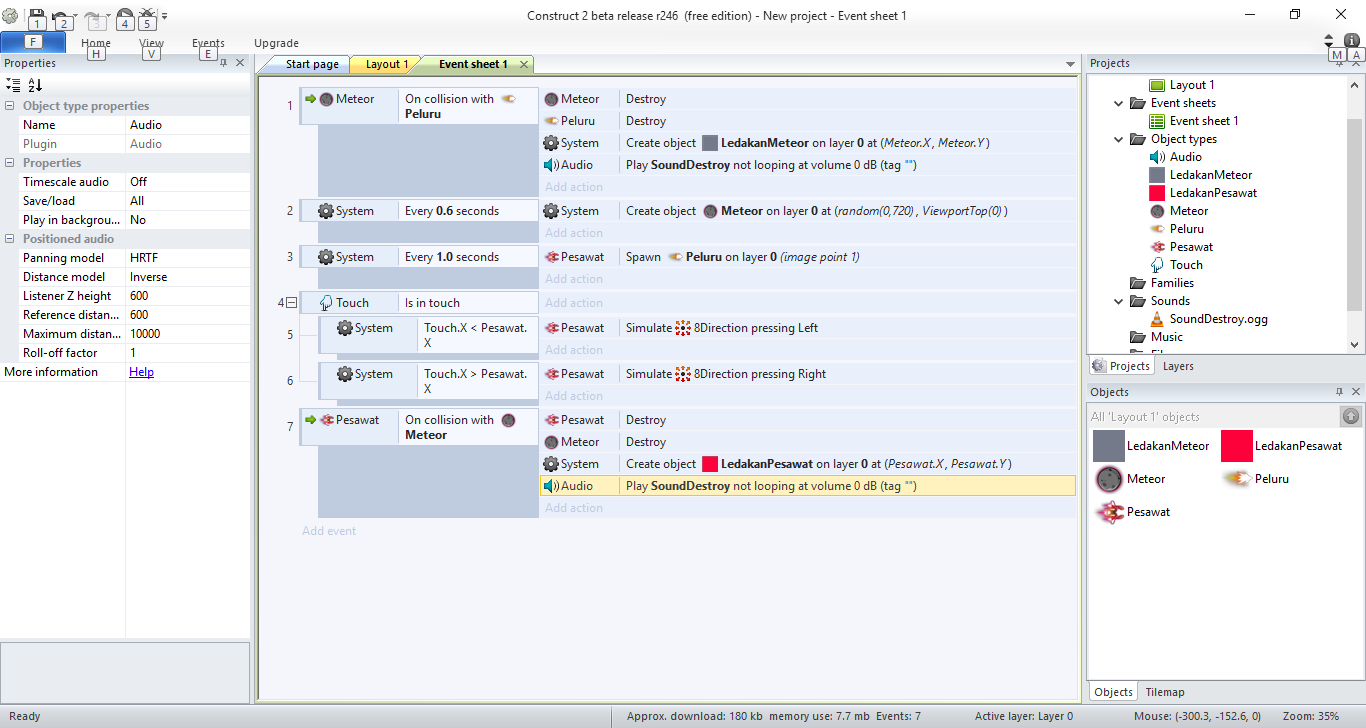 Construct 2 beta release r246 (free edition) - New project - Event sheet 1
1 2 3 4 5
F Home View Events Upgrade
H V E M A
Properties
Object type properties
Name Audio
Plugin Audio
Properties
Timescale audio Off
Save/load All
Play in backgrou... No
Positioned audio
Panning model HRTF
Distance model Inverse
Listener Z height 600
Reference distan... 600
Maximum distan... 10000
Roll-off factor 1
More information Help
Start page Layout 1 Event sheet 1
1 Meteor On collision with Peluru
Meteor Destroy
Peluru Destroy
System Create object LedakanMeteor on layer 0 at (Meteor.X, Meteor.Y)
Audio Play SoundDestroy not looping at volume 0 dB (tag "")
Add action
2 System Every 0.6 seconds
System Create object Meteor on layer 0 at (random(0,720), ViewportTop(0))
Add action
3 System Every 1.0 seconds
Pesawat Spawn Peluru on layer 0 (image point 1)
Add action
4 Touch Is in touch
Add action
5 System Touch.X < Pesawat.X
Pesawat Simulate 8Direction pressing Left
Add action
6 System Touch.X > Pesawat.X
Pesawat Simulate 8Direction pressing Right
Add action
7 Pesawat On collision with Meteor
Pesawat Destroy
Meteor Destroy
System Create object LedakanPesawat on layer 0 at (Pesawat.X, Pesawat.Y)
Audio Play SoundDestroy not looping at volume 0 dB (tag "")
Add action
Add event
Projects
Layout 1
Event sheets
Event sheet 1
Object types
Audio
LedakanMeteor
LedakanPesawat
Meteor
Peluru
Pesawat
Touch
Families
Sounds
SoundDestroy.ogg
Music
Projects Layers
Objects
All 'Layout 1' objects
LedakanMeteor LedakanPesawat
Meteor Peluru
Pesawat
Objects Tilemap
Ready Approx. download: 180 kb memory use: 7.7 mb Events: 7 Active layer: Layer 0 Mouse: (-300.3, -152.6, 0) Zoom: 35%